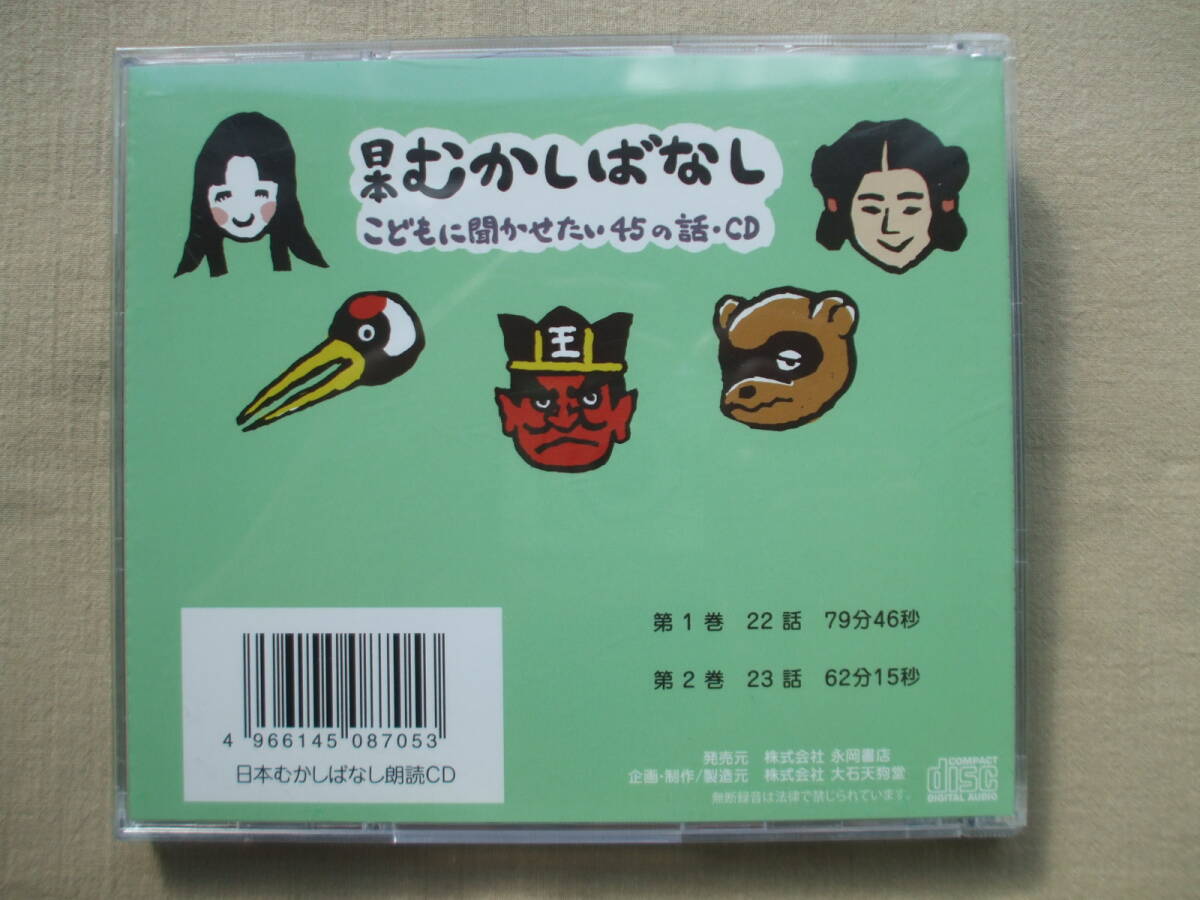 日本むかしばなし
こどもに聞かせたい45の話・CD
王
第1巻 22話 79分46秒
第2巻 23話 62分15秒
4 966145 087053
日本むかしばなし朗読CD
発売元 株式会社 永岡書店
企画・制作/製造元 株式会社 大石天狗堂
無断録音は法律で禁じられています。
COMPACT
disc
DIGITAL AUDIO